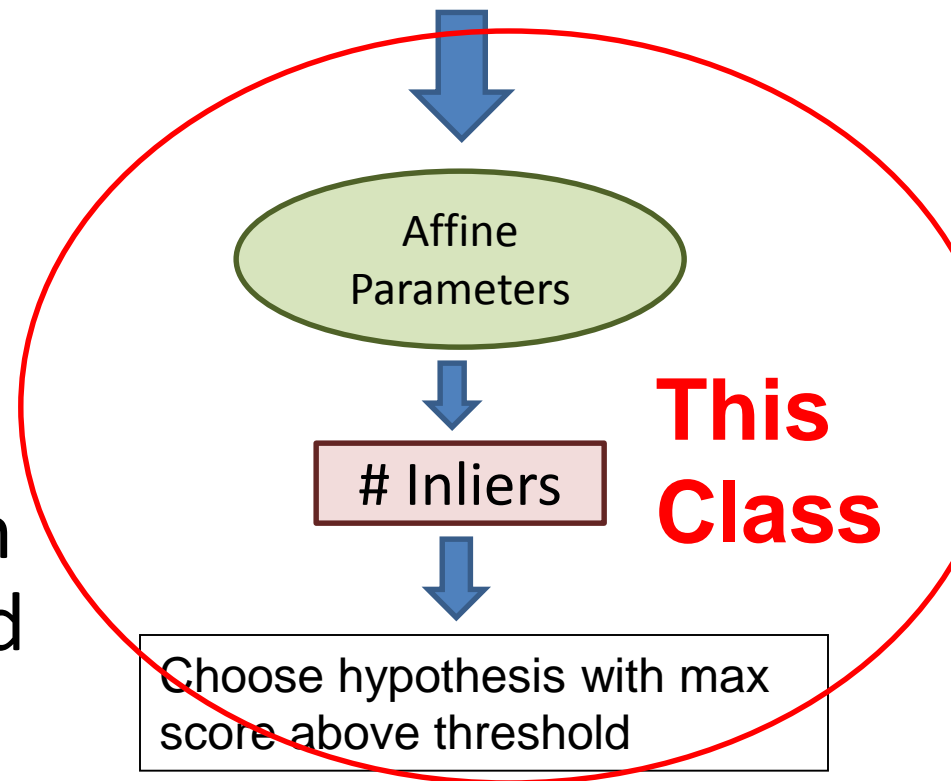 Affine
Parameters
# Inliers
This
Class
Choose hypothesis with max
score above threshold